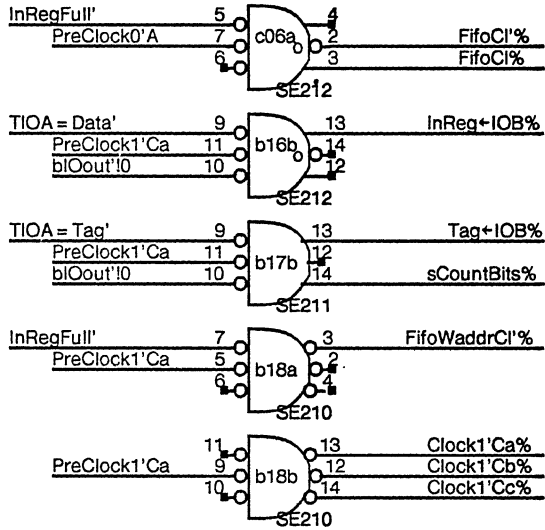 InRegFull' 5 4
PreClock0'A 7 c06a 2 FifoCl'%
6 3 FifoCl%
SE212
TIOA = Data' 9 13 InReg←IOB%
PreClock1'Ca 11 b16b 14
bIOout'!0 10 12
SE212
TIOA = Tag' 9 13 Tag←IOB%
PreClock1'Ca 11 b17b 12
bIOout'!0 10 14 sCountBits%
SE211
InRegFull' 7 3 FifoWaddrCl'%
PreClock1'Ca 5 b18a 2
6 4
SE210
11 13 Clock1'Ca%
PreClock1'Ca 9 b18b 12 Clock1'Cb%
10 14 Clock1'Cc%
SE210